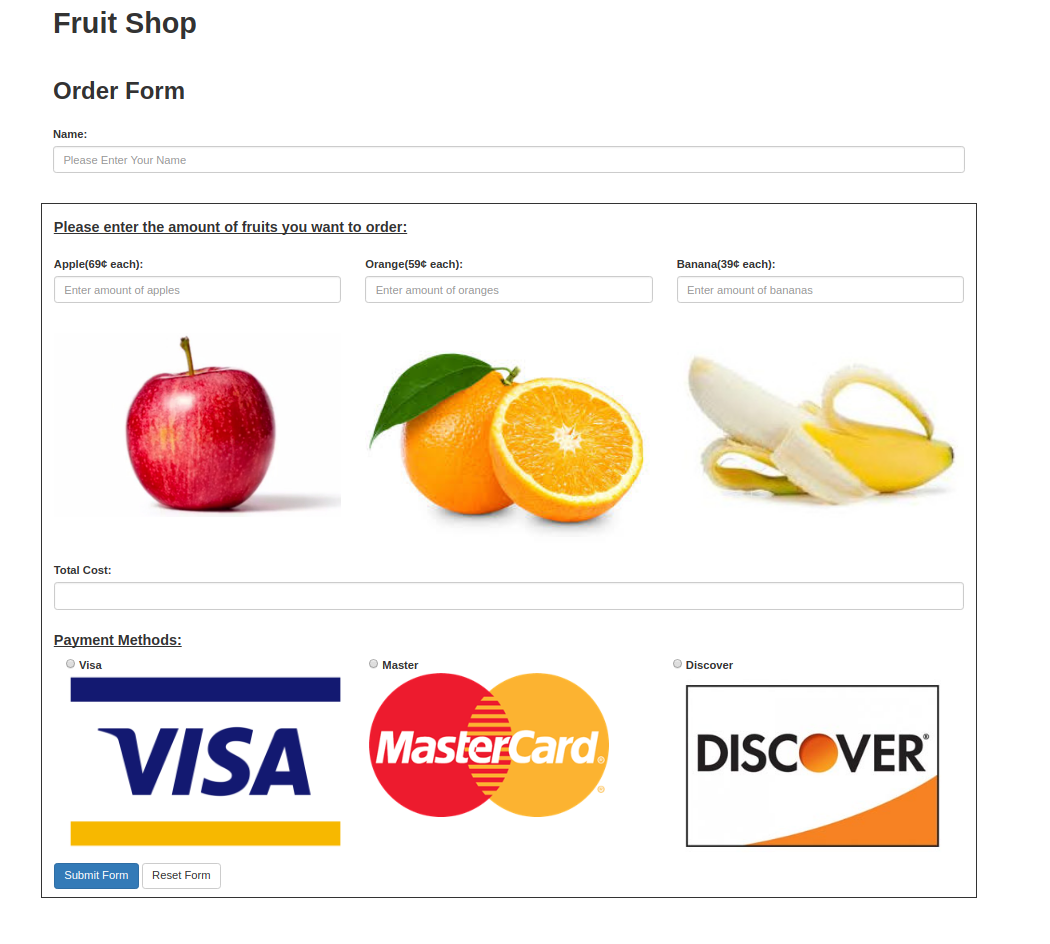 Fruit Shop
Order Form
Name:
Please Enter Your Name
Please enter the amount of fruits you want to order:
Apple(69¢ each): Orange(59¢ each): Banana(39¢ each):
Enter amount of apples Enter amount of oranges Enter amount of bananas
Total Cost:
Payment Methods:
Visa Master Discover
VISA MasterCard® DISCOVER®
®
Submit Form Reset Form